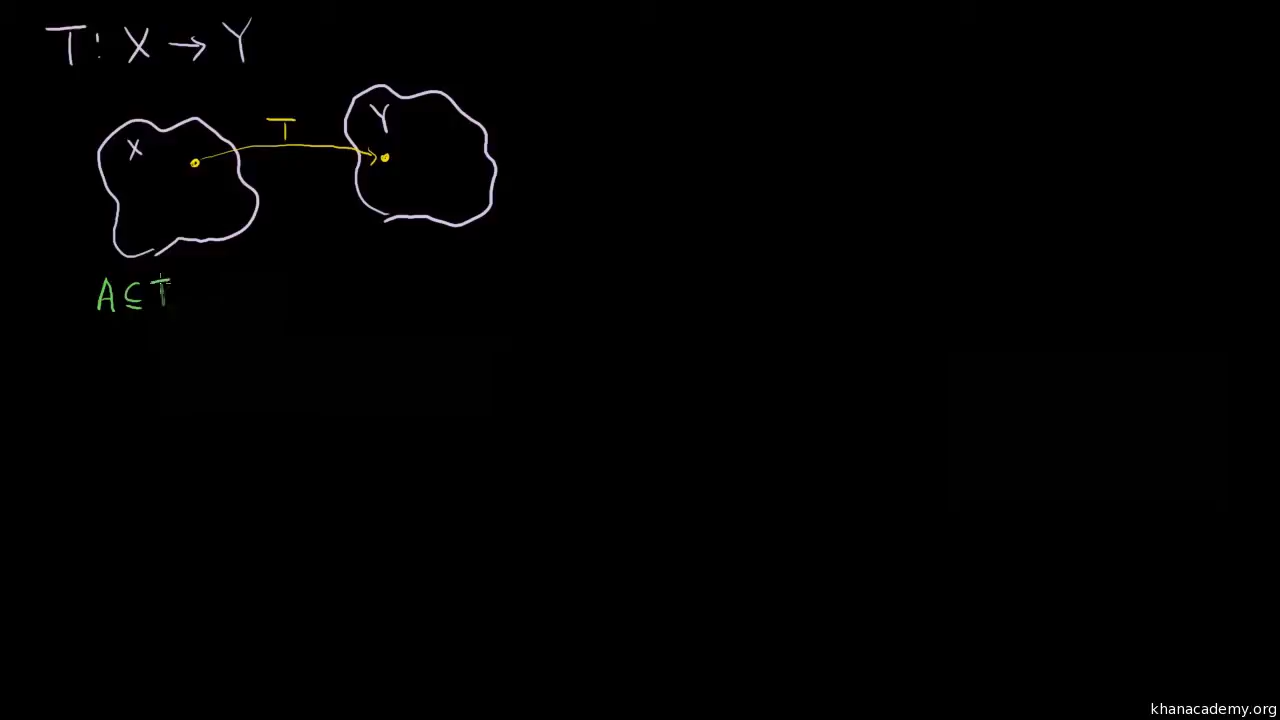 T: X → Y
X
T
Y
A ⊆ T
khanacademy.org